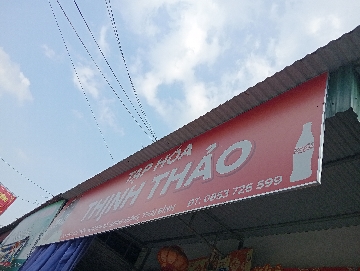 TẠP HÓA
THỊNH THẢO
ĐT: 0853 726 599